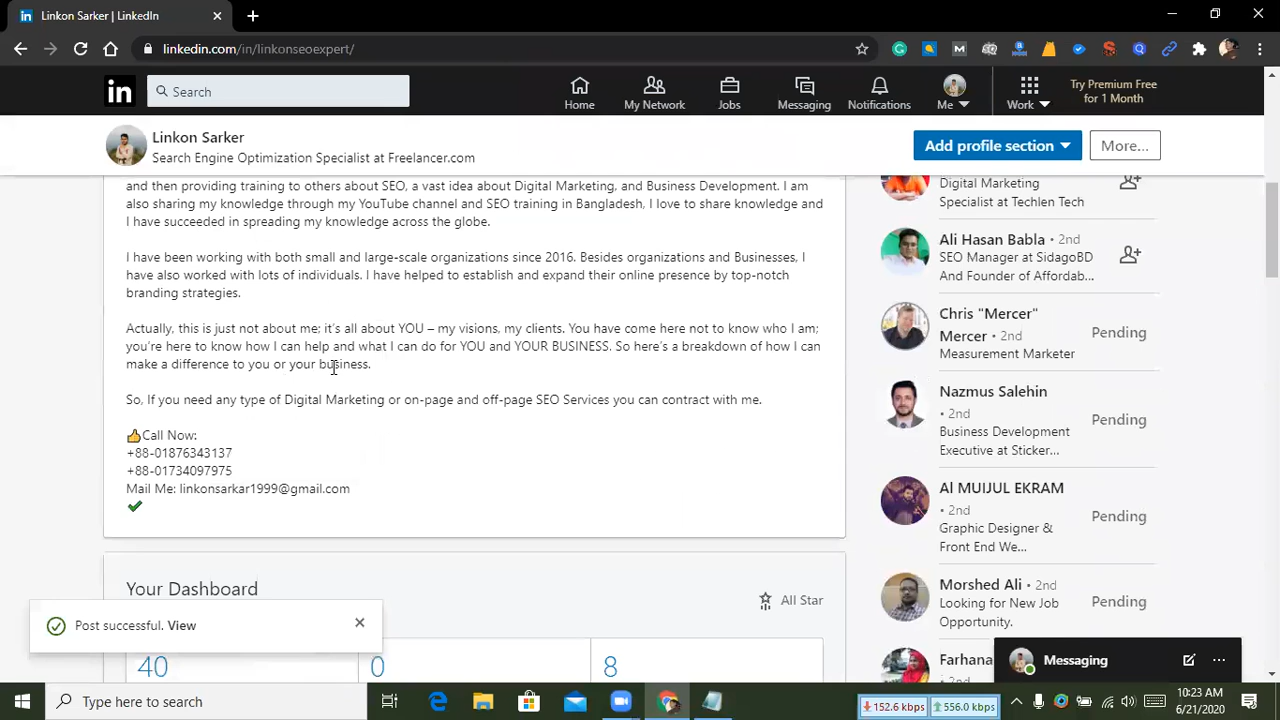 Linkon Sarker | LinkedIn
linkedin.com/in/linkonseoexpert/
Search
Home
My Network
Jobs
Messaging
Notifications
Me
Work
Try Premium Free
for 1 Month
Linkon Sarker
Search Engine Optimization Specialist at Freelancer.com
Add profile section
More...
and then providing training to others about SEO, a vast idea about Digital Marketing, and Business Development. I am
also sharing my knowledge through my YouTube channel and SEO training in Bangladesh, I love to share knowledge and
I have succeeded in spreading my knowledge across the globe.
I have been working with both small and large-scale organizations since 2016. Besides organizations and Businesses, I
have also worked with lots of individuals. I have helped to establish and expand their online presence by top-notch
branding strategies.
Actually, this is just not about me; it's all about YOU – my visions, my clients. You have come here not to know who I am;
you're here to know how I can help and what I can do for YOU and YOUR BUSINESS. So here's a breakdown of how I can
make a difference to you or your business.
So, If you need any type of Digital Marketing or on-page and off-page SEO Services you can contract with me.
Call Now:
+88-01876343137
+88-01734097975
Mail Me: linkonsarkar1999@gmail.com
Your Dashboard
All Star
40
0
8
Post successful. View
Digital Marketing
Specialist at Techlen Tech
Ali Hasan Babla • 2nd
SEO Manager at SidagoBD
And Founder of Affordab...
Chris "Mercer"
Mercer • 2nd
Measurement Marketer
Pending
Nazmus Salehin
• 2nd
Business Development
Executive at Sticker...
Pending
Al MUIJUL EKRAM
• 2nd
Graphic Designer &
Front End We...
Pending
Morshed Ali • 2nd
Looking for New Job
Opportunity.
Pending
Farhana
Messaging
Type here to search
152.6 kbps
556.0 kbps
10:23 AM
6/21/2020